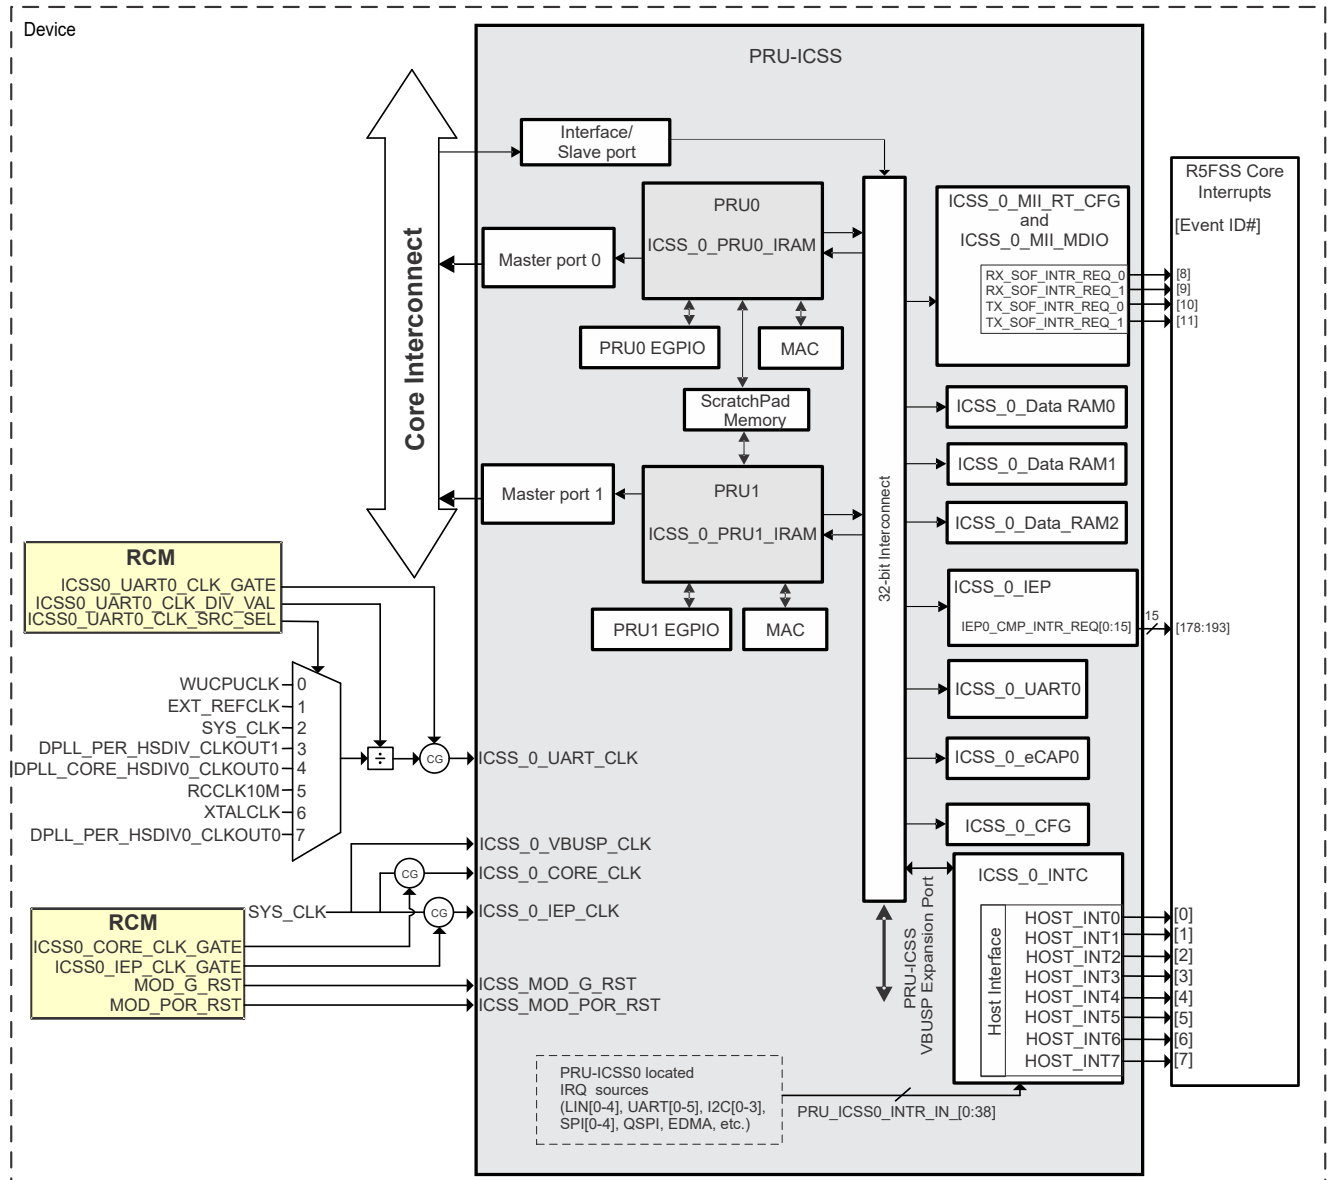 Device
PRU-ICSS
Interface/
Slave port
Core Interconnect
PRU0
ICSS_0_PRU0_IRAM
Master port 0
PRU0 EGPIO
MAC
ScratchPad
Memory
PRU1
ICSS_0_PRU1_IRAM
Master port 1
PRU1 EGPIO
MAC
32-bit Interconnect
ICSS_0_MII_RT_CFG
and
ICSS_0_MII_MDIO
RX_SOF_INTR_REQ_0
RX_SOF_INTR_REQ_1
TX_SOF_INTR_REQ_0
TX_SOF_INTR_REQ_1
R5FSS Core
Interrupts
[Event ID#]
[8]
[9]
[10]
[11]
ICSS_0_Data RAM0
ICSS_0_Data RAM1
ICSS_0_Data_RAM2
ICSS_0_IEP
IEP0_CMP_INTR_REQ[0:15]
15
[178:193]
ICSS_0_UART0
ICSS_0_eCAP0
ICSS_0_CFG
RCM
ICSS0_UART0_CLK_GATE
ICSS0_UART0_CLK_DIV_VAL
ICSS0_UART0_CLK_SRC_SEL
WUCPUCLK 0
EXT_REFCLK 1
SYS_CLK 2
DPLL_PER_HSDIV_CLKOUT1 3
DPLL_CORE_HSDIV0_CLKOUT0 4
RCCLK10M 5
XTALCLK 6
DPLL_PER_HSDIV0_CLKOUT0 7
÷
CG
ICSS_0_UART_CLK
ICSS_0_VBUSP_CLK
CG
ICSS_0_CORE_CLK
SYS_CLK
CG
ICSS_0_IEP_CLK
RCM
ICSS0_CORE_CLK_GATE
ICSS0_IEP_CLK_GATE
MOD_G_RST
MOD_POR_RST
ICSS_MOD_G_RST
ICSS_MOD_POR_RST
PRU-ICSS
VBUSP Expansion Port
ICSS_0_INTC
Host Interface
HOST_INT0
HOST_INT1
HOST_INT2
HOST_INT3
HOST_INT4
HOST_INT5
HOST_INT6
HOST_INT7
[0]
[1]
[2]
[3]
[4]
[5]
[6]
[7]
PRU-ICSS0 located
IRQ sources
(LIN[0-4], UART[0-5], I2C[0-3],
SPI[0-4], QSPI, EDMA, etc.)
PRU_ICSS0_INTR_IN_[0:38]